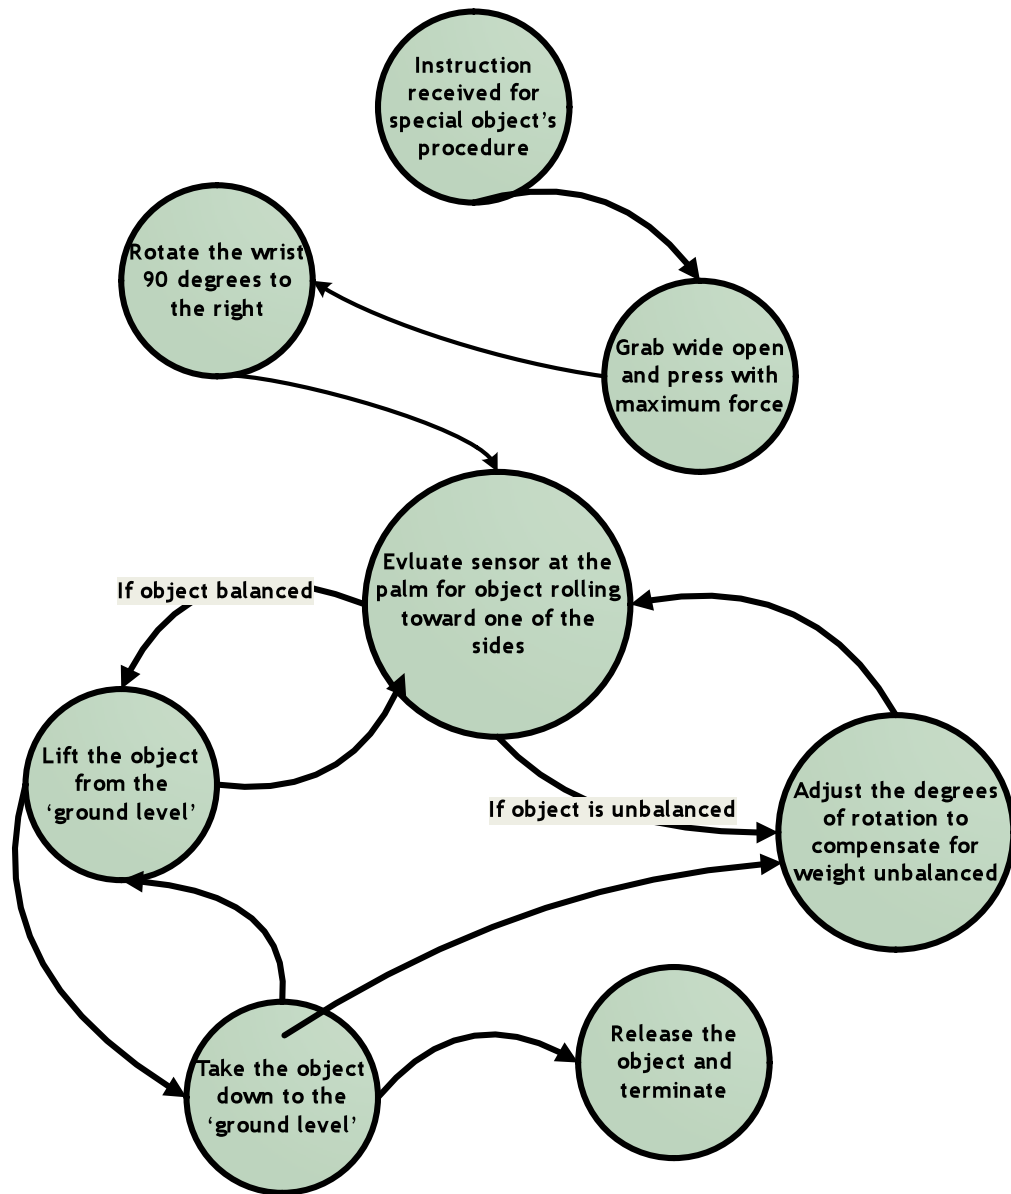 Instruction
received for
special object's
procedure
Rotate the wrist
90 degrees to
the right
Grab wide open
and press with
maximum force
Evluate sensor at the
palm for object rolling
toward one of the
sides
If object balanced
Lift the object
from the
‘ground level’
If object is unbalanced
Adjust the degrees
of rotation to
compensate for
weight unbalanced
Take the object
down to the
‘ground level’
Release the
object and
terminate